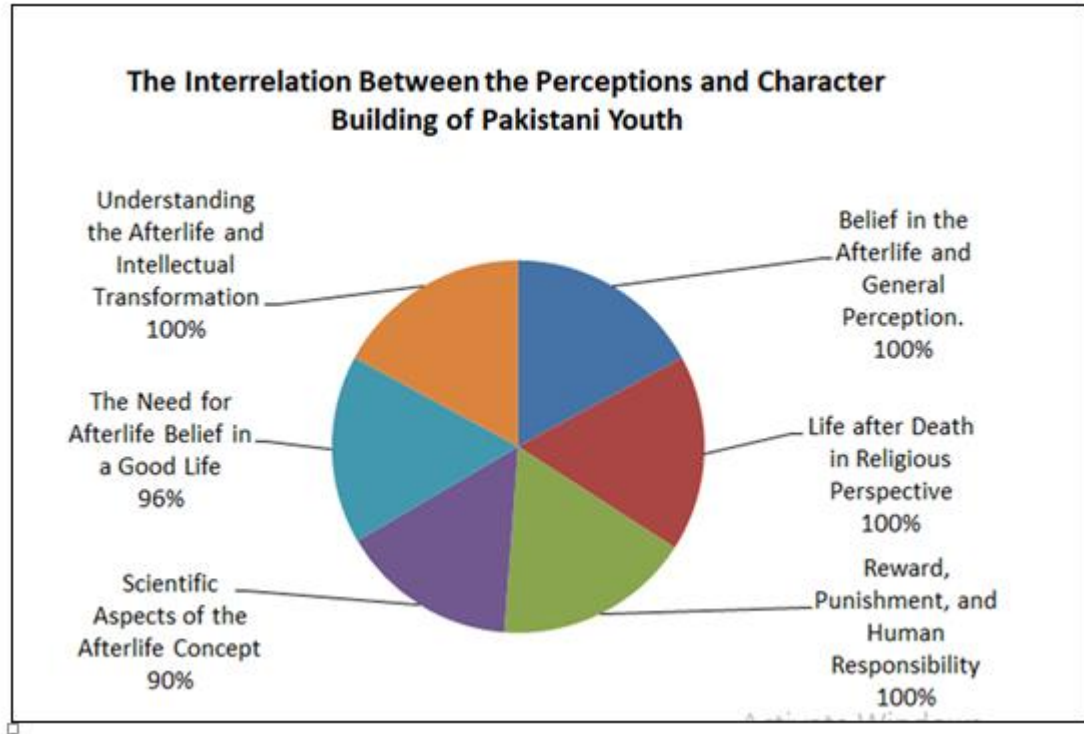 The Interrelation Between the Perceptions and Character
Building of Pakistani Youth
Understanding
the Afterlife and
Intellectual
Transformation
100%
Belief in the
Afterlife and
General
Perception.
100%
The Need for
Afterlife Belief in
a Good Life
96%
Life after Death
in Religious
Perspective
100%
Scientific
Aspects of the
Afterlife Concept
90%
Reward,
Punishment, and
Human
Responsibility
100%
Activate Windows